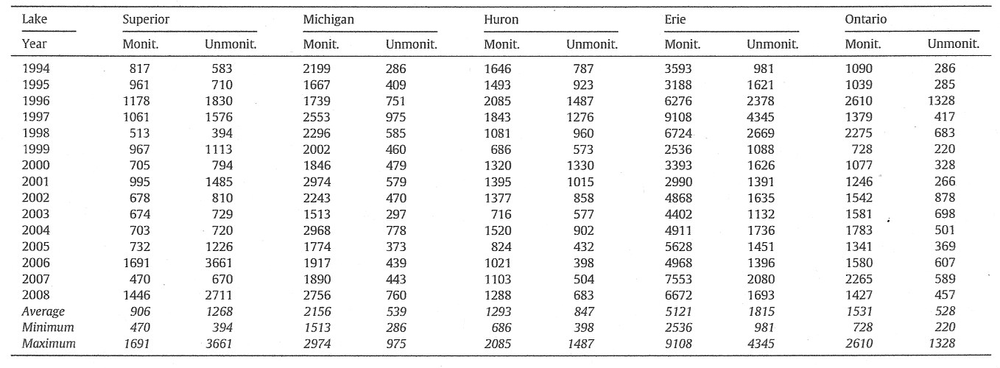 Lake Superior Michigan Huron Erie Ontario
Year Monit. Unmonit. Monit. Unmonit. Monit. Unmonit. Monit. Unmonit. Monit. Unmonit.
1994 817 583 2199 286 1646 787 3593 981 1090 286
1995 961 710 1667 409 1493 923 3188 1621 1039 285
1996 1178 1830 1739 751 2085 1487 6276 2378 2610 1328
1997 1061 1576 2553 975 1843 1276 9108 4345 1379 417
1998 513 394 2296 585 1081 960 6724 2669 2275 683
1999 967 1113 2002 460 686 573 2536 1088 728 220
2000 705 794 1846 479 1320 1330 3393 1626 1077 328
2001 995 1485 2974 579 1395 1015 2990 1391 1246 266
2002 678 810 2243 470 1377 858 4868 1635 1542 878
2003 674 729 1513 297 716 577 4402 1132 1581 698
2004 703 720 2968 778 1520 902 4911 1736 1783 501
2005 732 1226 1774 373 824 432 5628 1451 1341 369
2006 1691 3661 1917 439 1021 398 4968 1396 1580 607
2007 470 670 1890 443 1103 504 7553 2080 2265 589
2008 1446 2711 2756 760 1288 683 6672 1693 1427 457
Average 906 1268 2156 539 1293 847 5121 1815 1531 528
Minimum 470 394 1513 286 686 398 2536 981 728 220
Maximum 1691 3661 2974 975 2085 1487 9108 4345 2610 1328